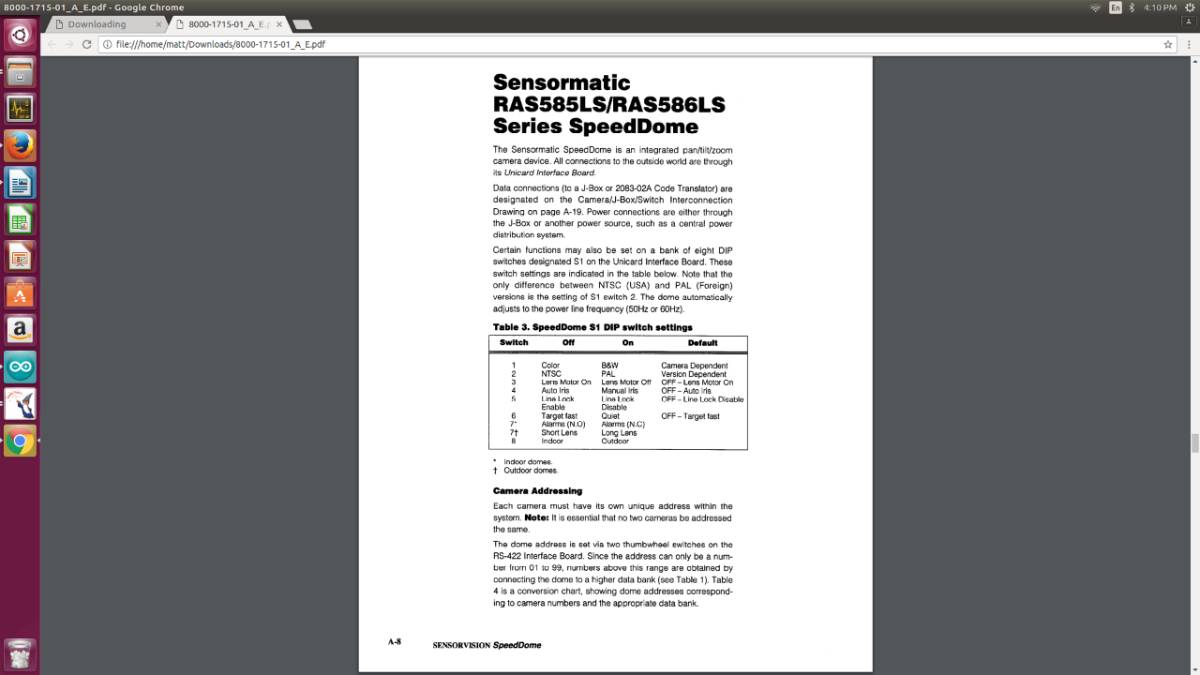 8000-1715-01_A_E.pdf - Google Chrome
En
4:10 PM
Downloading ×
8000-1715-01_A_E.p ×
file:///home/matt/Downloads/8000-1715-01_A_E.pdf
Sensormatic
RAS585LS/RAS586LS
Series SpeedDome
The Sensormatic SpeedDome is an integrated pan/tilt/zoom
camera device. All connections to the outside world are through
its Unicard Interface Board.
Data connections (to a J-Box or 2083-02A Code Translator) are
designated on the Camera/J-Box/Switch Interconnection
Drawing on page A-19. Power connections are either through
the J-Box or another power source, such as a central power
distribution system.
Certain functions may also be set on a bank of eight DIP
switches designated S1 on the Unicard Interface Board. These
switch settings are indicated in the table below. Note that the
only difference between NTSC (USA) and PAL (Foreign)
versions is the setting of S1 switch 2. The dome automatically
adjusts to the power line frequency (50Hz or 60Hz).
Table 3. SpeedDome S1 DIP switch settings
Switch Off On Default
1 Color B&W Camera Dependent
2 NTSC PAL Version Dependent
3 Lens Motor On Lens Motor Off OFF – Lens Motor On
4 Auto Iris Manual Iris OFF – Auto Iris
5 Line Lock Line Lock OFF – Line Lock Disable
Enable Disable
6 Target fast Quiet OFF – Target fast
7* Alarms (N.O) Alarms (N.C)
7† Short Lens Long Lens
8 Indoor Outdoor
* Indoor domes.
† Outdoor domes.
Camera Addressing
Each camera must have its own unique address within the
system. Note: It is essential that no two cameras be addressed
the same.
The dome address is set via two thumbwheel switches on the
RS-422 Interface Board. Since the address can only be a num-
ber from 01 to 99, numbers above this range are obtained by
connecting the dome to a higher data bank (see Table 1). Table
4 is a conversion chart, showing dome addresses correspond-
ing to camera numbers and the appropriate data bank.
A-8 SENSORVISION SpeedDome